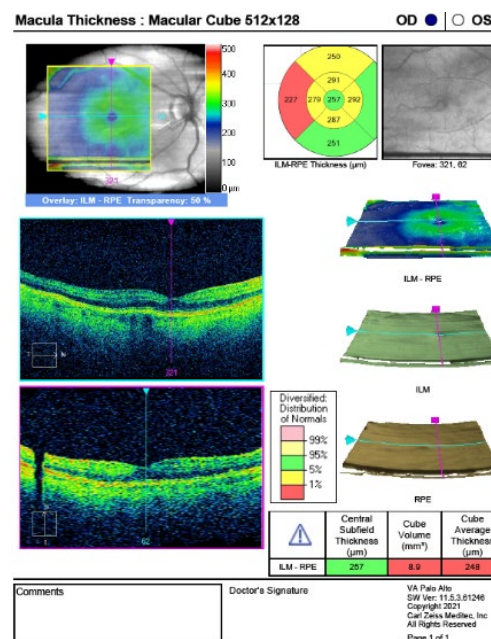 Macula Thickness : Macular Cube 512x128
OD
OS
500
400
300
200
100
0 µm
Overlay: ILM - RPE Transparency: 50 %
250
291
227
279
257
292
287
251
ILM-RPE Thickness (µm)
Fovea: 321, 62
ILM - RPE
321
ILM
62
Diversified:
Distribution
of Normals
99%
95%
5%
1%
RPE
Central
Subfield
Thickness
(µm)
Cube
Volume
(mm³)
Cube
Average
Thickness
(µm)
ILM - RPE
257
8.9
248
Comments
Doctor's Signature
VA Palo Alto
SW Ver: 11.5.3.61246
Copyright 2021
Carl Zeiss Meditec, Inc
All Rights Reserved
Page 1 of 1